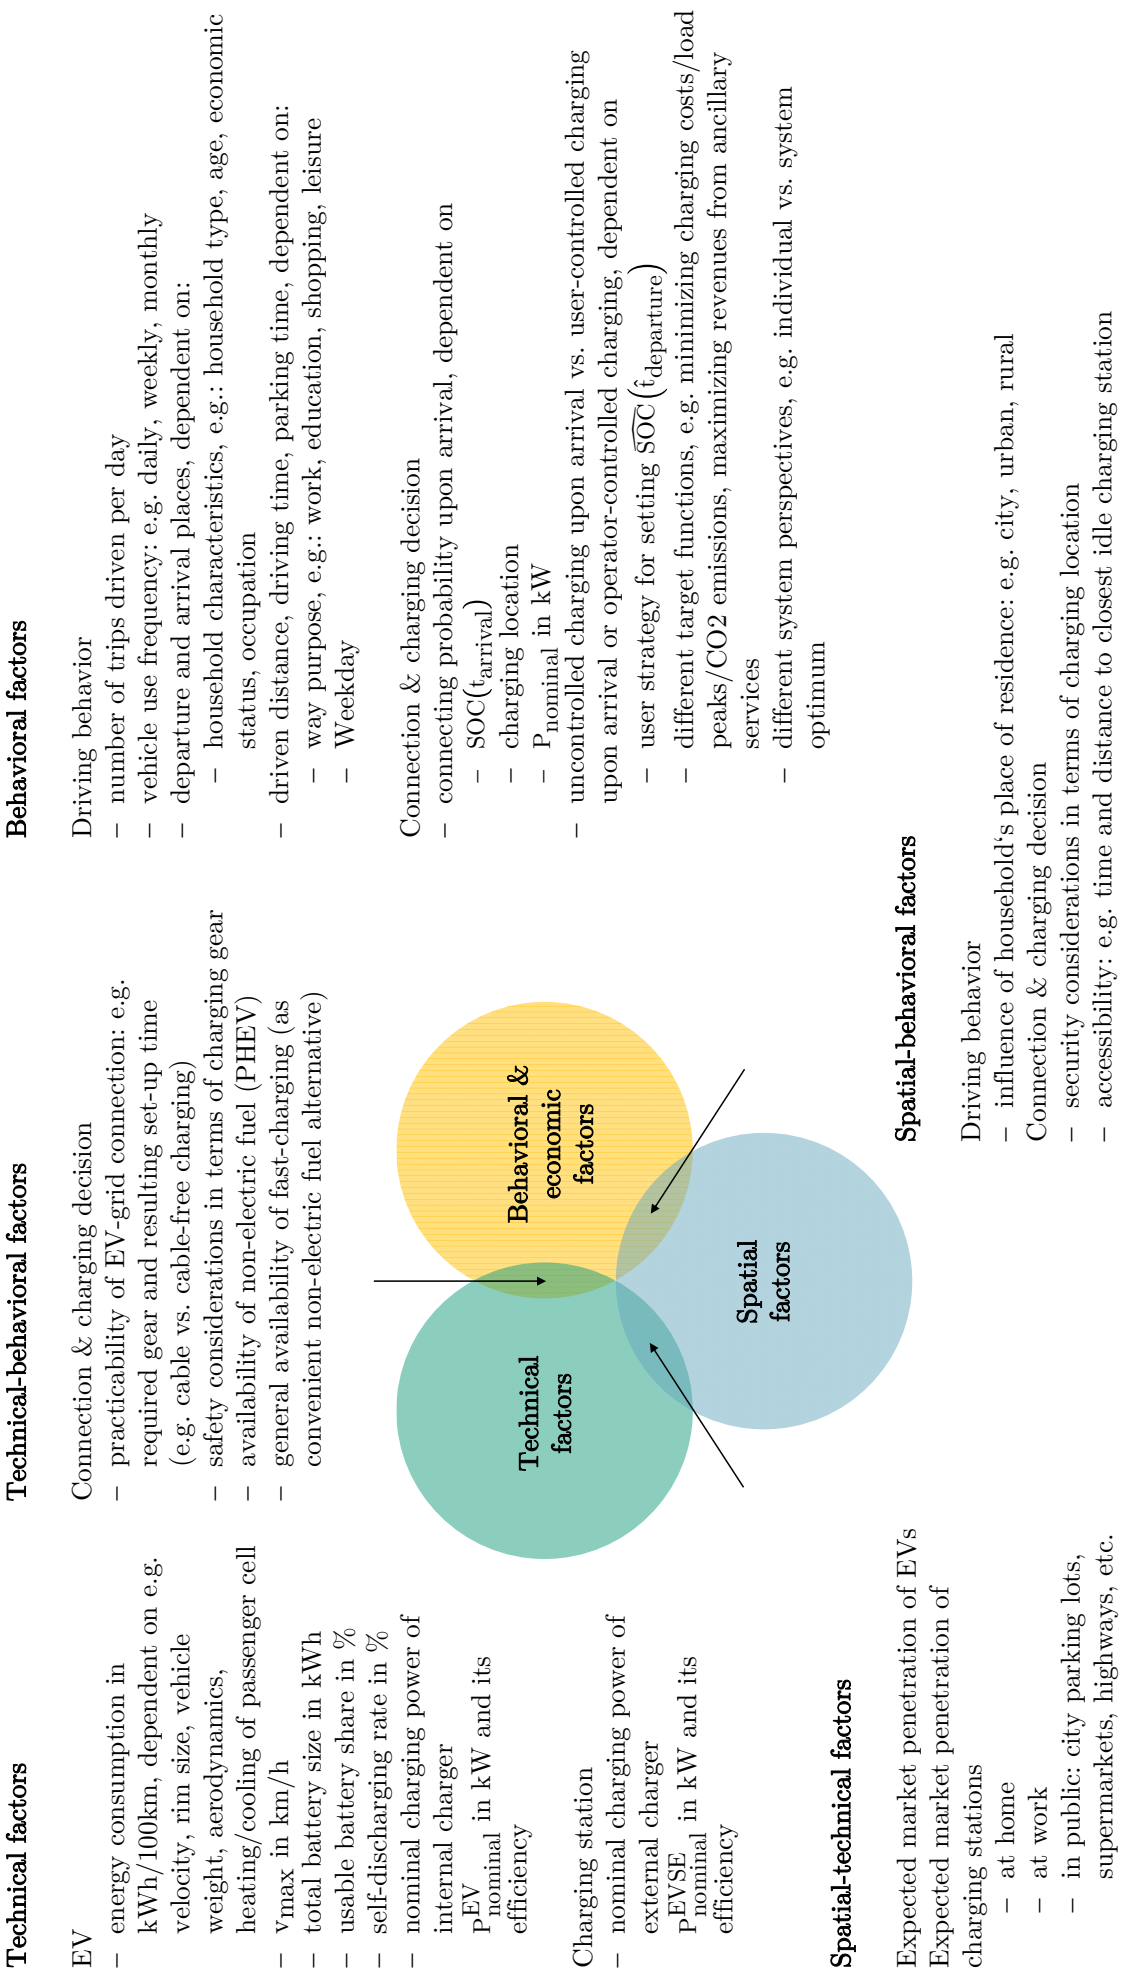 Technical factors
EV
– energy consumption in
kWh/100km, dependent on e.g.
velocity, rim size, vehicle
weight, aerodynamics,
heating/cooling of passenger cell
– vmax in km/h
– total battery size in kWh
– usable battery share in %
– self-discharging rate in %
– nominal charging power of
internal charger
P^EV_nominal in kW and its
efficiency
Charging station
– nominal charging power of
external charger
P^EVSE_nominal in kW and its
efficiency
Technical-behavioral factors
Connection & charging decision
– practicability of EV-grid connection: e.g.
required gear and resulting set-up time
(e.g. cable vs. cable-free charging)
– safety considerations in terms of charging gear
– availability of non-electric fuel (PHEV)
– general availability of fast-charging (as
convenient non-electric fuel alternative)
Behavioral factors
Driving behavior
– number of trips driven per day
– vehicle use frequency: e.g. daily, weekly, monthly
– departure and arrival places, dependent on:
– household characteristics, e.g.: household type, age, economic
status, occupation
– driven distance, driving time, parking time, dependent on:
– way purpose, e.g.: work, education, shopping, leisure
– Weekday
Connection & charging decision
– connecting probability upon arrival, dependent on
– SOC(t_arrival)
– charging location
– P_nominal in kW
– uncontrolled charging upon arrival vs. user-controlled charging
upon arrival or operator-controlled charging, dependent on
– user strategy for setting S͡OC(t̂_departure)
– different target functions, e.g. minimizing charging costs/load
peaks/CO2 emissions, maximizing revenues from ancillary
services
– different system perspectives, e.g. individual vs. system
optimum
Technical
factors
Behavioral &
economic
factors
Spatial
factors
Spatial-technical factors
Expected market penetration of EVs
Expected market penetration of
charging stations
– at home
– at work
– in public: city parking lots,
supermarkets, highways, etc.
Spatial-behavioral factors
Driving behavior
– influence of household‘s place of residence: e.g. city, urban, rural
Connection & charging decision
– security considerations in terms of charging location
– accessibility: e.g. time and distance to closest idle charging station